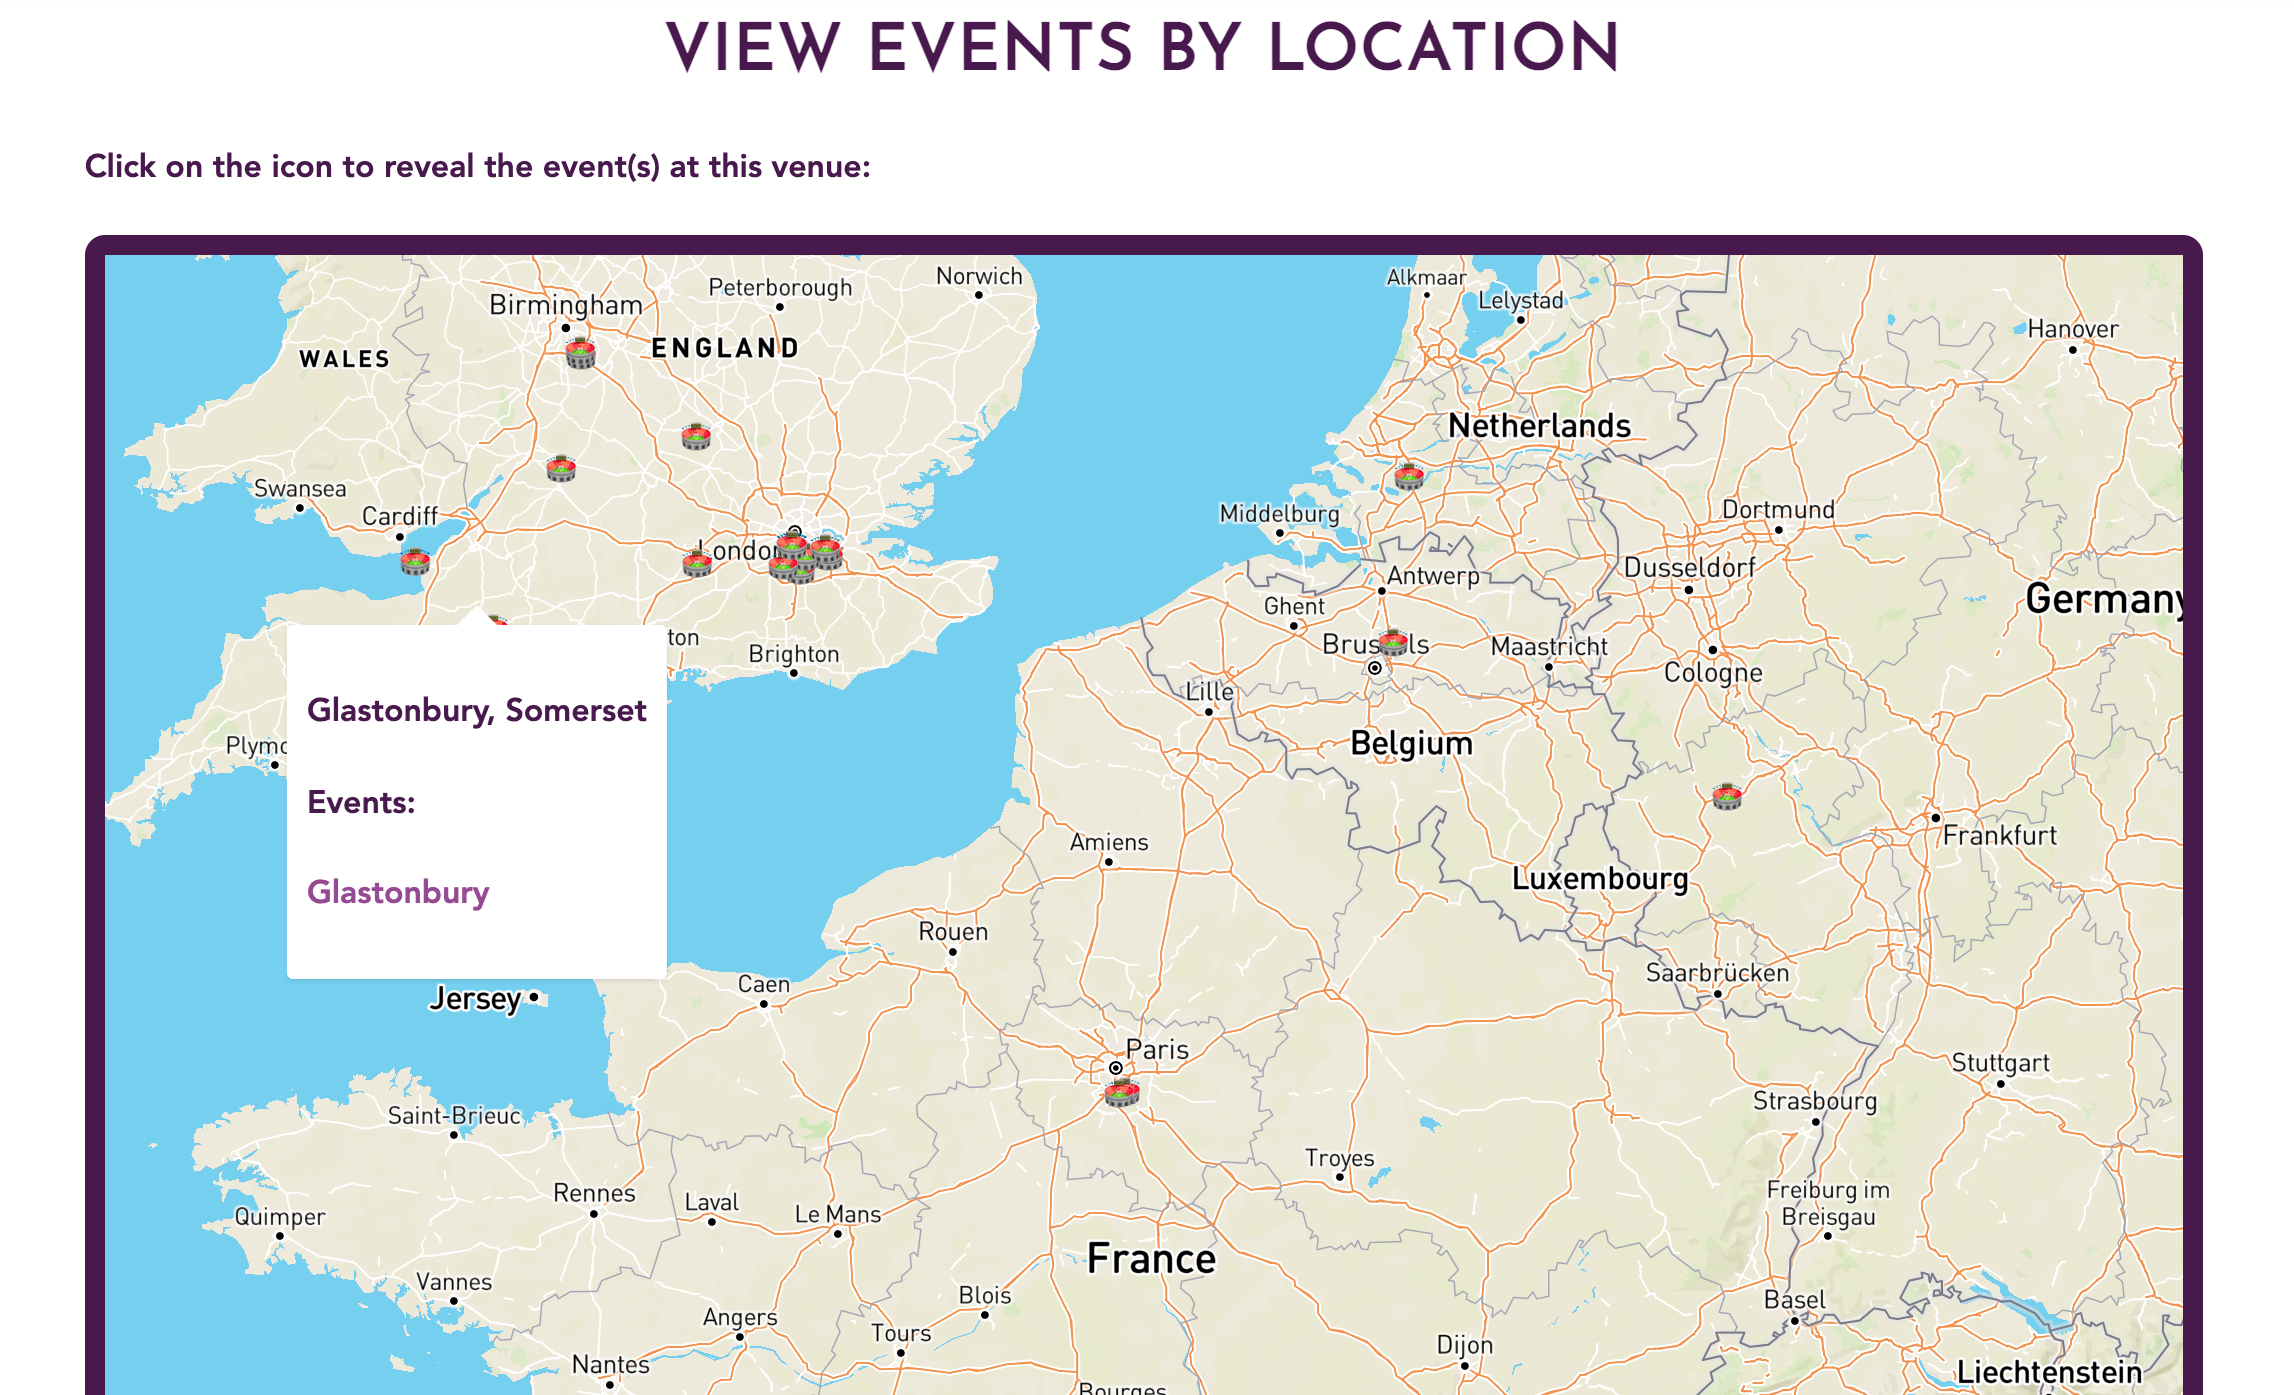 VIEW EVENTS BY LOCATION
Click on the icon to reveal the event(s) at this venue:
Norwich
Alkmaar
Peterborough
Lelystad
Birmingham
Hanover
ENGLAND
WALES
Netherlands
Swansea
Cardiff
Middelburg
Dortmund
London
Dusseldorf
Antwerp
Germany
Ghent
ton
Brussels
Maastricht
Brighton
Cologne
Lille
Glastonbury, Somerset
Plymo
Belgium
Events:
Amiens
Frankfurt
Luxembourg
Glastonbury
Rouen
Saarbrücken
Caen
Jersey
Paris
Stuttgart
Strasbourg
Saint-Brieuc
Troyes
Rennes
Freiburg im
Breisgau
Laval
Le Mans
Quimper
France
Vannes
Blois
Basel
Angers
Tours
Dijon
Nantes
Liechtenstein
Bourges